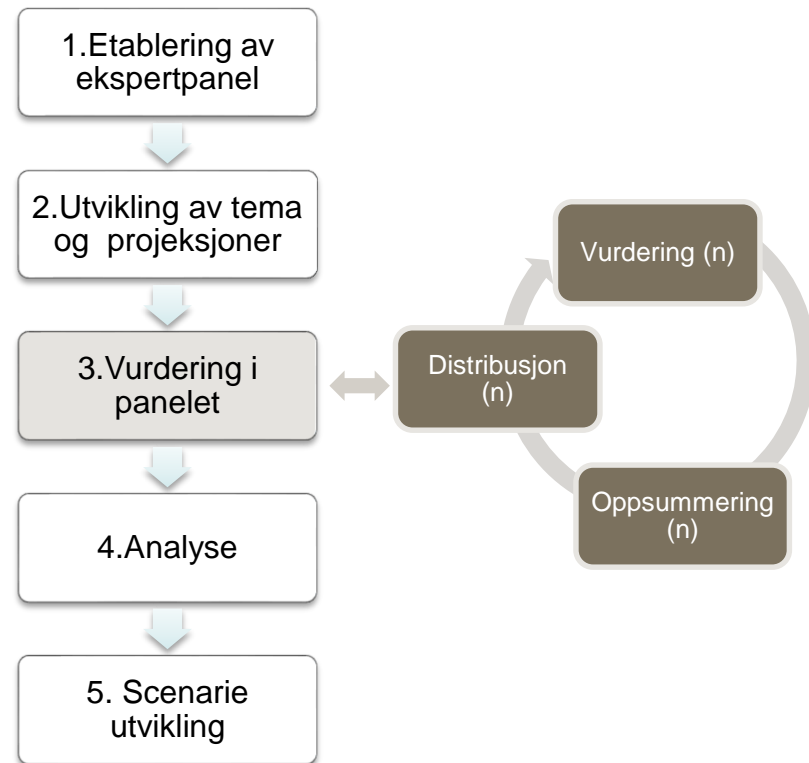 1.Etablering av
ekspertpanel
2.Utvikling av tema
og projeksjoner
3.Vurdering i
panelet
4.Analyse
5. Scenarie
utvikling
Vurdering (n)
Distribusjon
(n)
Oppsummering
(n)